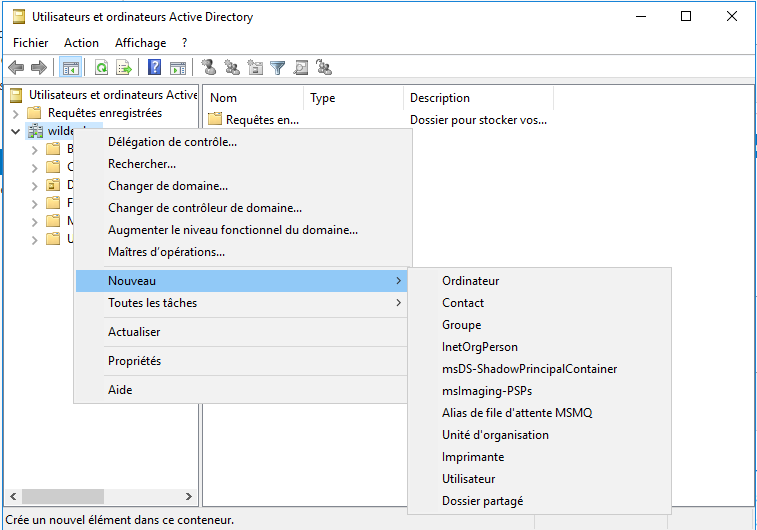 Utilisateurs et ordinateurs Active Directory
Fichier Action Affichage ?
Utilisateurs et ordinateurs Active
Requêtes enregistrées
Nom Type Description
Requêtes en... Dossier pour stocker vos...
Délégation de contrôle...
Rechercher...
Changer de domaine...
Changer de contrôleur de domaine...
Augmenter le niveau fonctionnel du domaine...
Maîtres d'opérations...
Nouveau
Toutes les tâches
Actualiser
Propriétés
Aide
Ordinateur
Contact
Groupe
InetOrgPerson
msDS-ShadowPrincipalContainer
msImaging-PSPs
Alias de file d'attente MSMQ
Unité d'organisation
Imprimante
Utilisateur
Dossier partagé
Crée un nouvel élément dans ce conteneur.